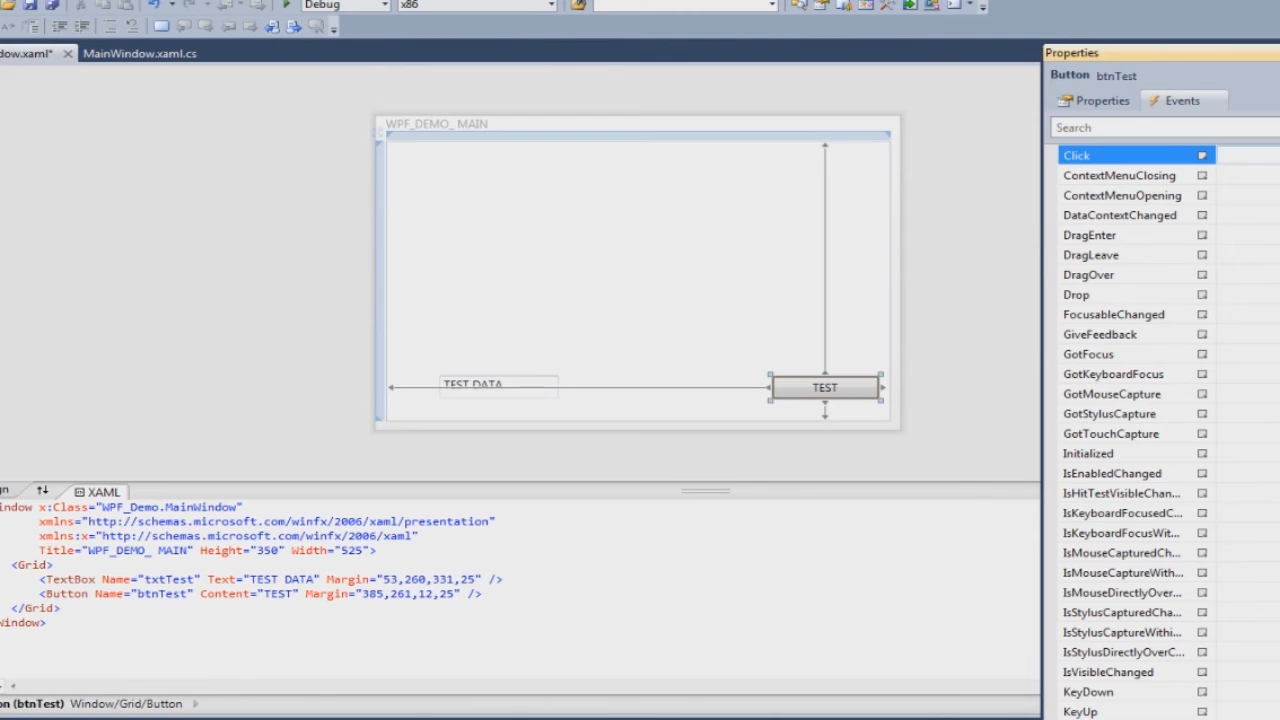 Debug x86
dow.xaml* MainWindow.xaml.cs
WPF_DEMO_ MAIN
TEST DATA
TEST
gn XAML
indow x:Class="WPF_Demo.MainWindow"
xmlns="http://schemas.microsoft.com/winfx/2006/xaml/presentation"
xmlns:x="http://schemas.microsoft.com/winfx/2006/xaml"
Title="WPF_DEMO_ MAIN" Height="350" Width="525">
<Grid>
<TextBox Name="txtTest" Text="TEST DATA" Margin="53,260,331,25" />
<Button Name="btnTest" Content="TEST" Margin="385,261,12,25" />
</Grid>
Window>
on (btnTest) Window/Grid/Button
Properties
Button btnTest
Properties Events
Search
Click
ContextMenuClosing
ContextMenuOpening
DataContextChanged
DragEnter
DragLeave
DragOver
Drop
FocusableChanged
GiveFeedback
GotFocus
GotKeyboardFocus
GotMouseCapture
GotStylusCapture
GotTouchCapture
Initialized
IsEnabledChanged
IsHitTestVisibleChan...
IsKeyboardFocusedC...
IsKeyboardFocusWit...
IsMouseCapturedCh...
IsMouseCaptureWith...
IsMouseDirectlyOver...
IsStylusCapturedCha...
IsStylusCaptureWithi...
IsStylusDirectlyOverC...
IsVisibleChanged
KeyDown
KeyUp